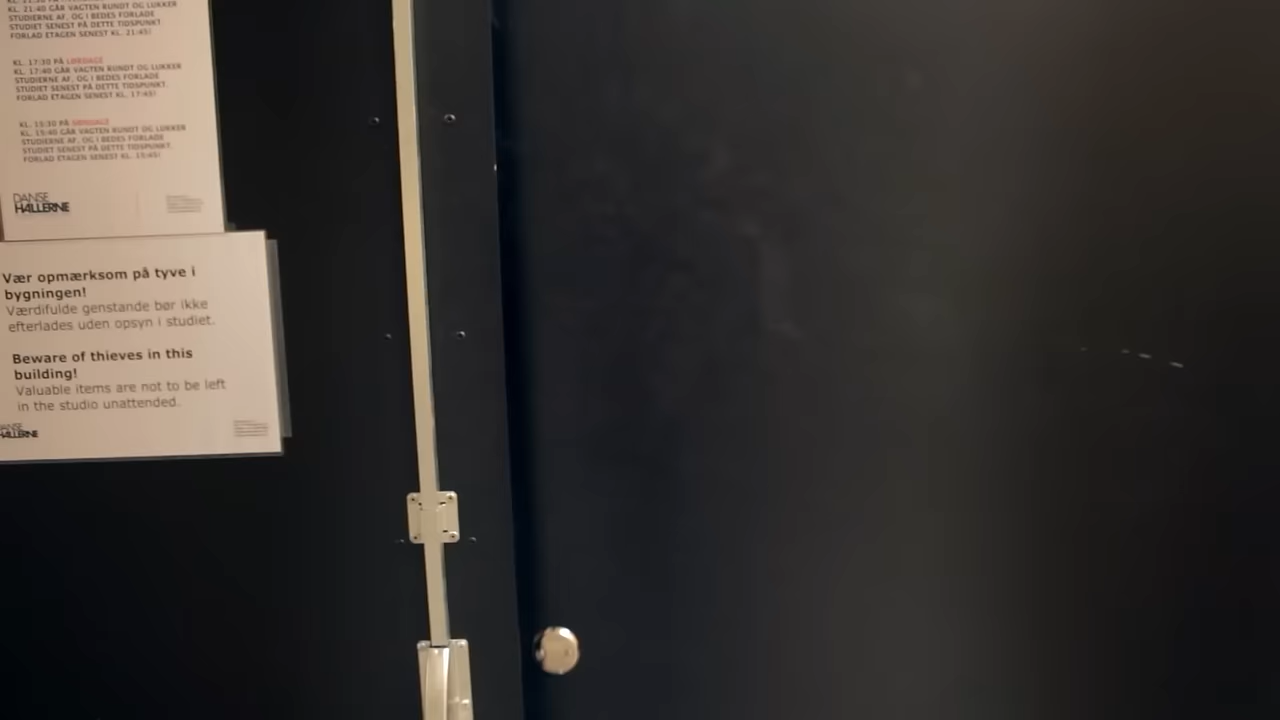 KL. 21:40 GÅR VAGTEN RUNDT OG LUKKER
STUDIERNE AF, OG I BEDES FORLADE
STUDIET SENEST PÅ DETTE TIDSPUNKT.
FORLAD ETAGEN SENEST KL. 21:45!
KL. 17:30 PÅ LØRDAGE
KL. 17:40 GÅR VAGTEN RUNDT OG LUKKER
STUDIERNE AF, OG I BEDES FORLADE
STUDIET SENEST PÅ DETTE TIDSPUNKT.
FORLAD ETAGEN SENEST KL. 17:45!
KL. 15:30 PÅ SØNDAGE
KL. 15:40 GÅR VAGTEN RUNDT OG LUKKER
STUDIERNE AF, OG I BEDES FORLADE
STUDIET SENEST PÅ DETTE TIDSPUNKT.
FORLAD ETAGEN SENEST KL. 15:45!
DANSE
HALLERNE
Vær opmærksom på tyve i
bygningen!
Værdifulde genstande bør ikke
efterlades uden opsyn i studiet.
Beware of thieves in this
building!
Valuable items are not to be left
in the studio unattended.
DANSE
HALLERNE